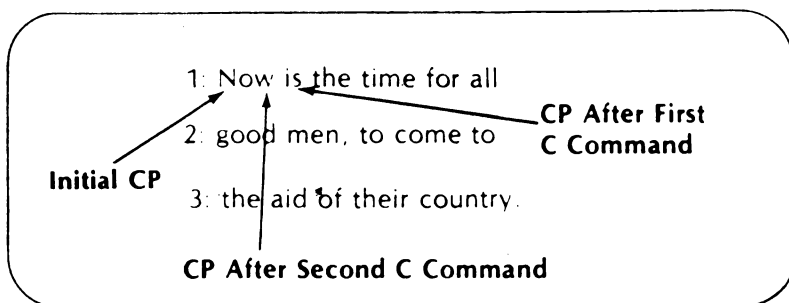 1: Now is the time for all
CP After First
C Command
2: good men, to come to
Initial CP
3: the aid of their country.
CP After Second C Command